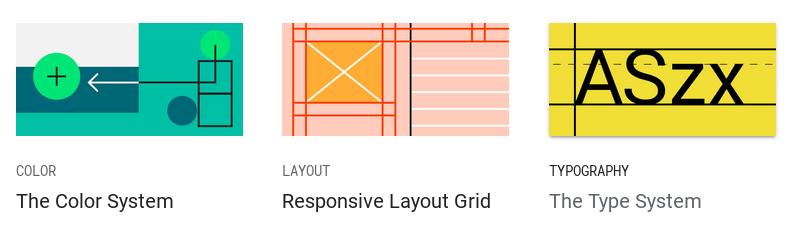 ASzx
COLOR
LAYOUT
TYPOGRAPHY
The Color System
Responsive Layout Grid
The Type System